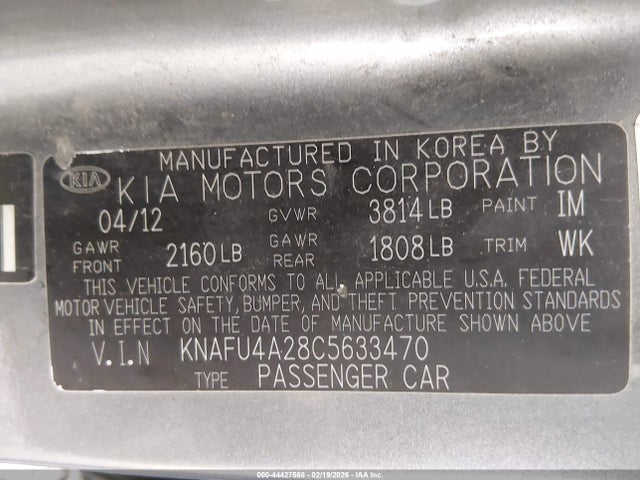 MANUFACTURED IN KOREA BY
KIA KIA MOTORS CORPORATION
04/12 GVWR 3814 LB PAINT IM
GAWR FRONT 2160 LB GAWR REAR 1808 LB TRIM WK
THIS VEHICLE CONFORMS TO ALL APPLICABLE U.S.A. FEDERAL
MOTOR VEHICLE SAFETY, BUMPER, AND THEFT PREVENTION STANDARDS
IN EFFECT ON THE DATE OF MANUFACTURE SHOWN ABOVE
V.I.N KNAFU4A28C5633470
TYPE PASSENGER CAR
000-44427568 - 02/19/2026 - IAAI.COM